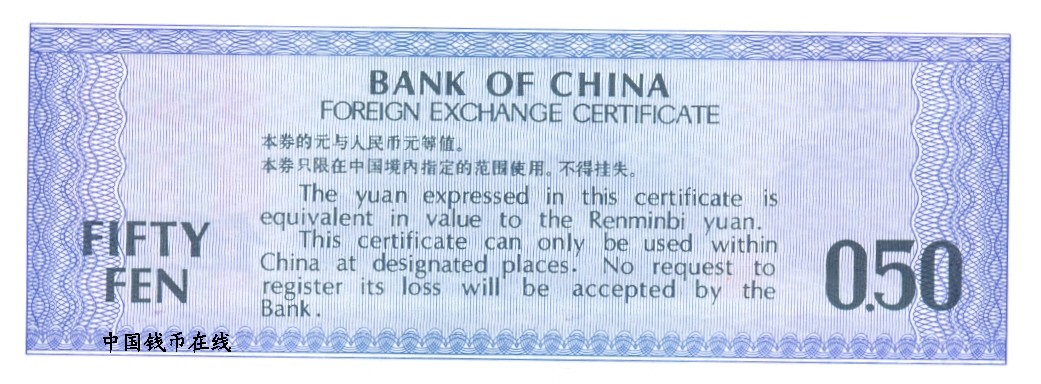 BANK OF CHINA
FOREIGN EXCHANGE CERTIFICATE
本券的元与人民币元等值。
本券只限在中国境内指定的范围使用。不得挂失。
The yuan expressed in this certificate is
equivalent in value to the Renminbi yuan.
This certificate can only be used within
China at designated places. No request to
register its loss will be accepted by the
Bank.
FIFTY
FEN
0.50
中国钱币在线